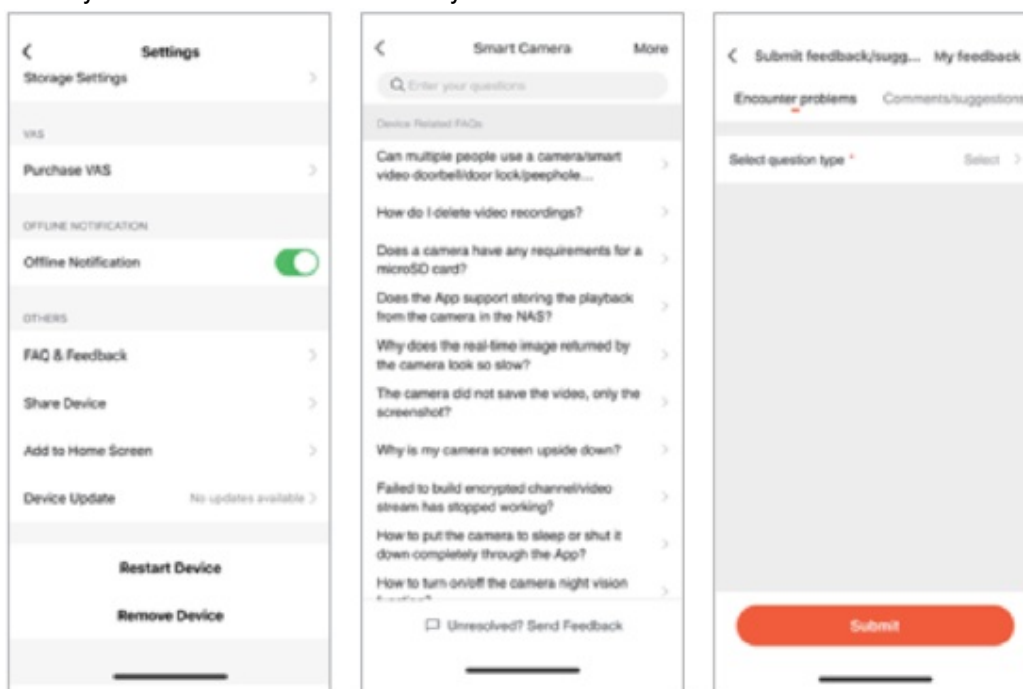 Settings
Storage Settings
VAS
Purchase VAS
OFFLINE NOTIFICATION
Offline Notification
OTHERS
FAQ & Feedback
Share Device
Add to Home Screen
Device Update No updates available
Restart Device
Remove Device
Smart Camera More
Enter your questions
Device Related FAQs
Can multiple people use a camera/smart
video doorbell/door lock/peephole...
How do I delete video recordings?
Does a camera have any requirements for a
microSD card?
Does the App support storing the playback
from the camera in the NAS?
Why does the real-time image returned by
the camera look so slow?
The camera did not save the video, only the
screenshot?
Why is my camera screen upside down?
Failed to build encrypted channel/video
stream has stopped working?
How to put the camera to sleep or shut it
down completely through the App?
How to turn on/off the camera night vision
Unresolved? Send Feedback
Submit feedback/sugg... My feedback
Encounter problems Comments/suggestions
Select question type * Select
Submit